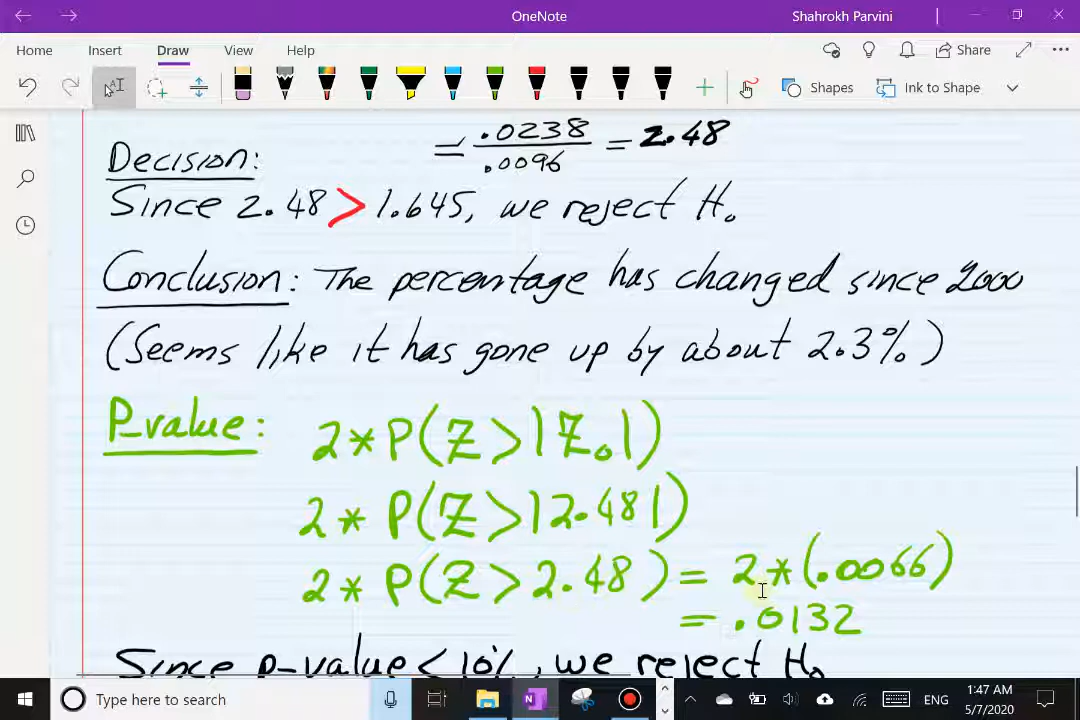 OneNote
Shahrokh Parvini
Home Insert Draw View Help
Share
Shapes
Ink to Shape
= .0238 / .0096 = 2.48
Decision:
Since 2.48 > 1.645, we reject H₀
Conclusion: The percentage has changed since 2000
(Seems like it has gone up by about 2.3%)
P-value: 2*P(Z>|Z₀|)
2*P(Z>|2.48|)
2*P(Z>2.48) = 2*(.0066)
= .0132
Since p-value < 10%, we reject H₀
Type here to search
ENG
1:47 AM
5/7/2020